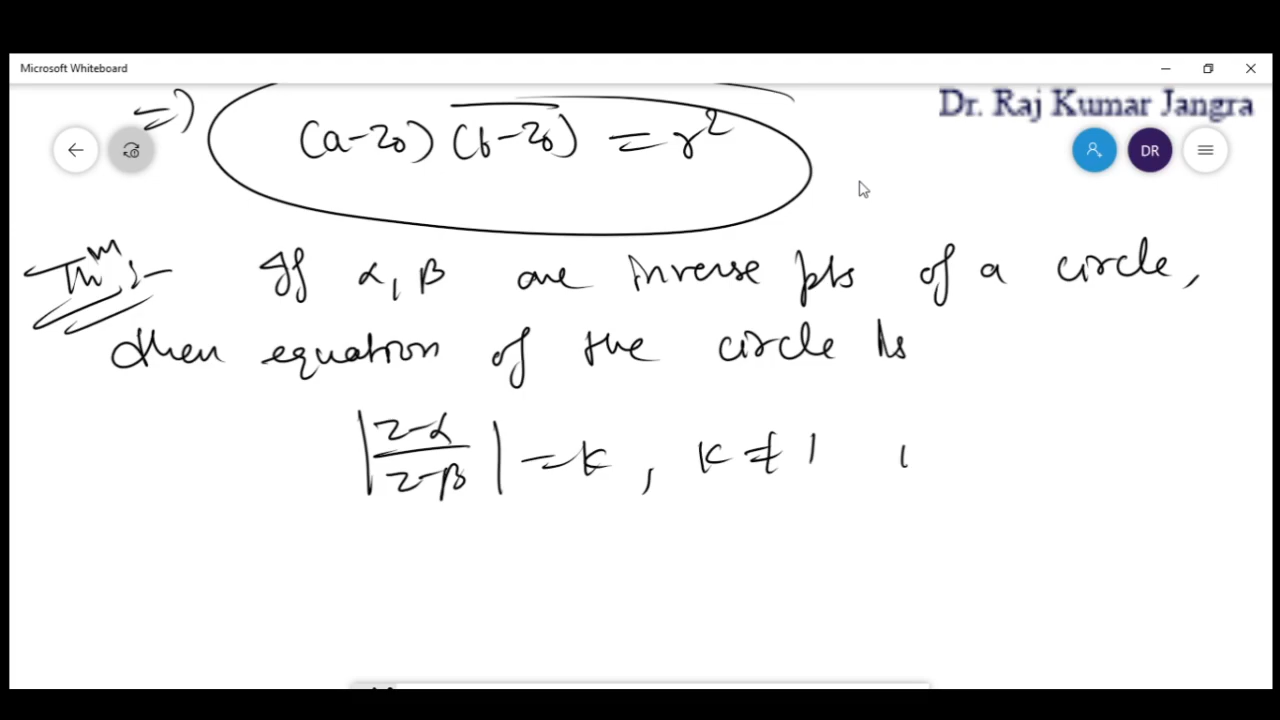 Microsoft Whiteboard
Dr. Raj Kumar Jangra
DR
=) (a-z₀) (b-z₀)‾ = r²
Thm :- If α, β are inverse pts of a circle,
then equation of the circle is
|z-α / z-β| = k , k ≠ 1